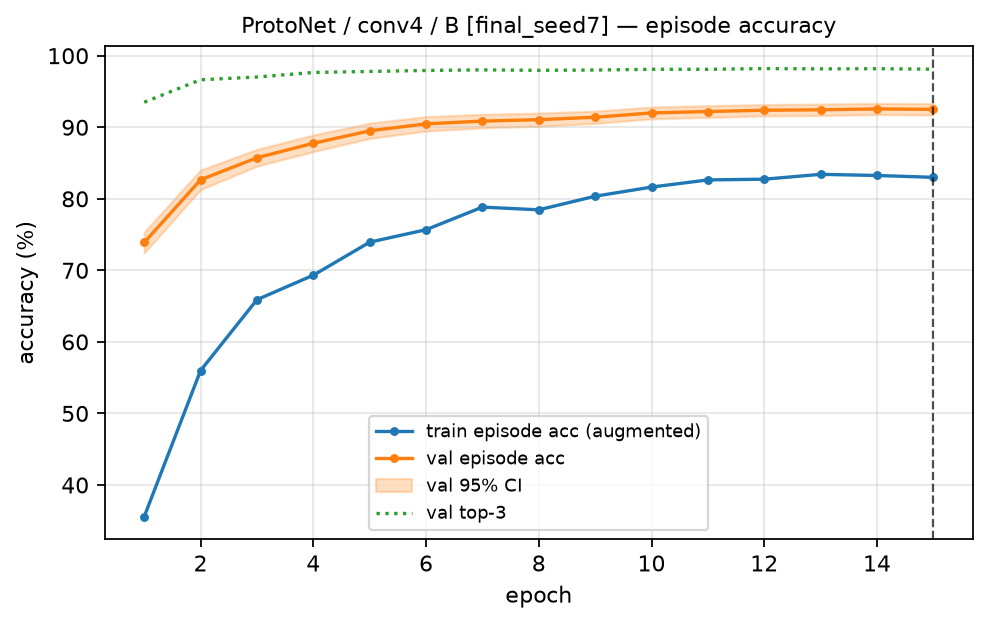 ProtoNet / conv4 / B [final_seed7] — episode accuracy
100
90
80
70
60
50
40
accuracy (%)
train episode acc (augmented)
val episode acc
val 95% CI
val top-3
2
4
6
8
10
12
14
epoch